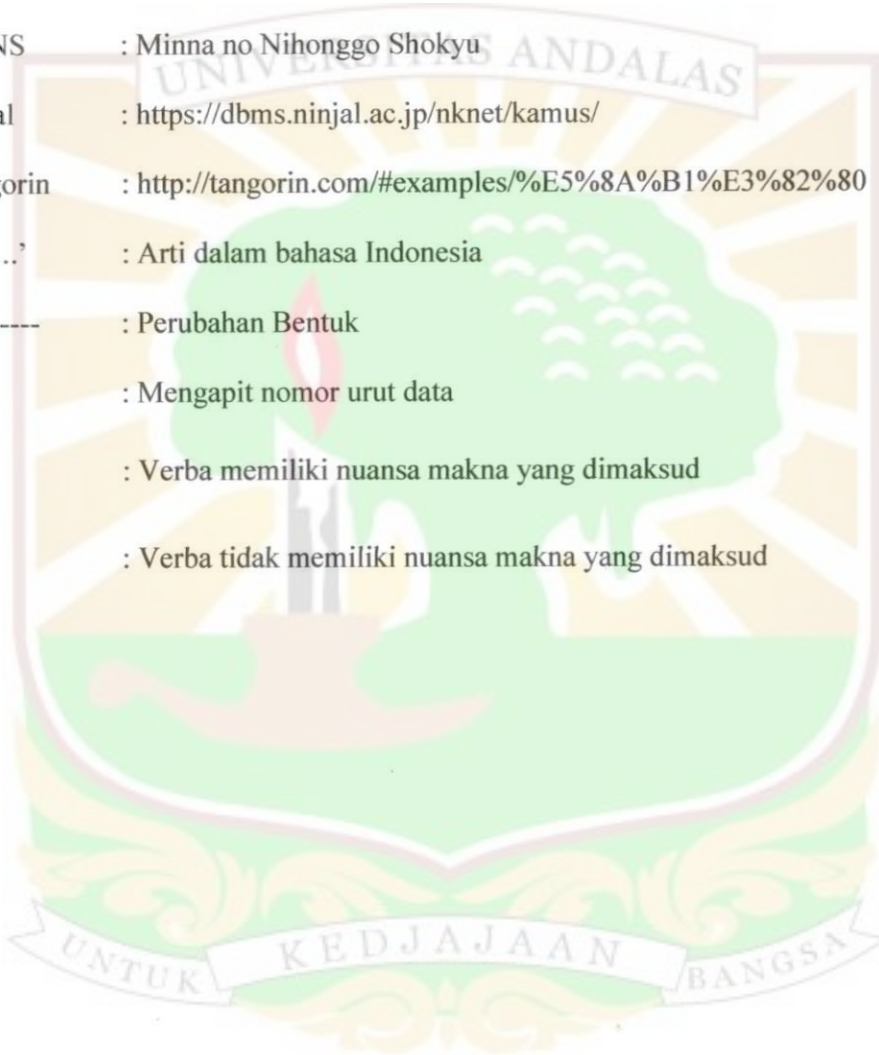 NS : Minna no Nihonggo Shokyu
UNIVERSITAS ANDALAS
al : https://dbms.ninjal.ac.jp/nknet/kamus/
gorin : http://tangorin.com/#examples/%E5%8A%B1%E3%82%80
...’ : Arti dalam bahasa Indonesia
---- : Perubahan Bentuk
: Mengapit nomor urut data
: Verba memiliki nuansa makna yang dimaksud
: Verba tidak memiliki nuansa makna yang dimaksud
UNTUK KEDJAJAAN BANGSA